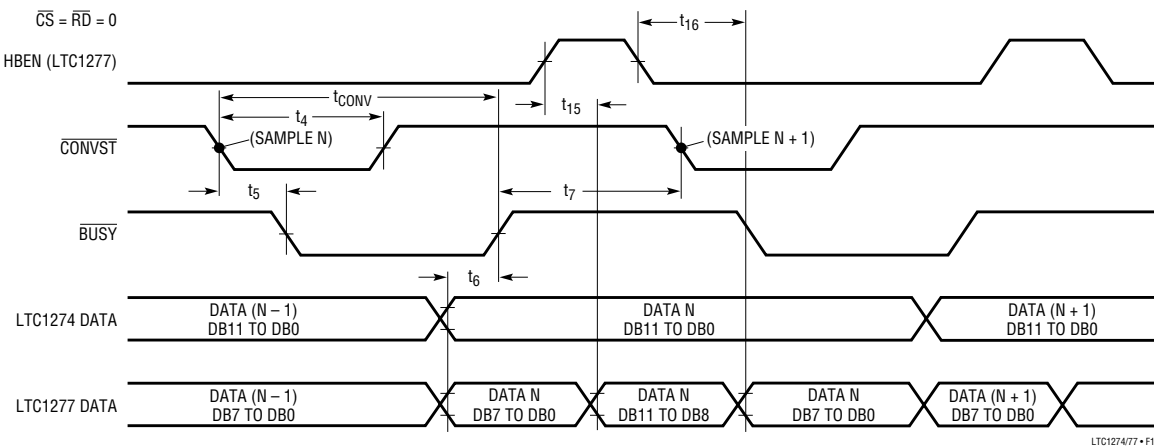 CS = RD = 0
t16
HBEN (LTC1277)
tCONV
t15
t4
CONVST
(SAMPLE N)
(SAMPLE N + 1)
t5
t7
BUSY
t6
LTC1274 DATA
DATA (N – 1)
DB11 TO DB0
DATA N
DB11 TO DB0
DATA (N + 1)
DB11 TO DB0
LTC1277 DATA
DATA (N – 1)
DB7 TO DB0
DATA N
DB7 TO DB0
DATA N
DB11 TO DB8
DATA N
DB7 TO DB0
DATA (N + 1)
DB7 TO DB0
LTC1274/77 • F1